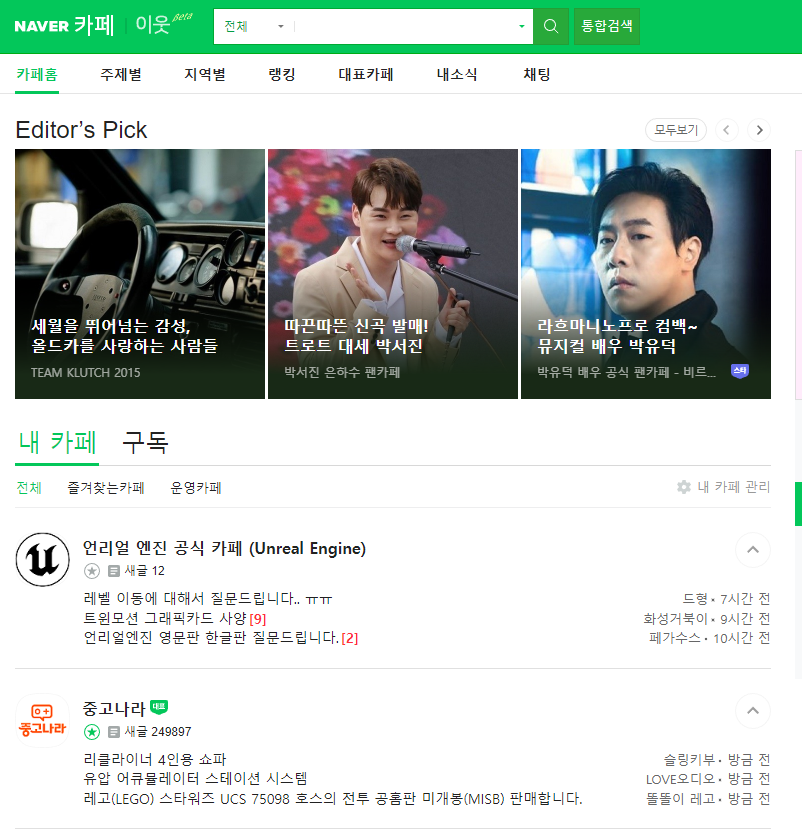 NAVER 카페 이웃 Beta
전체
통합검색
카페홈 주제별 지역별 랭킹 대표카페 내소식 채팅
Editor’s Pick 모두보기
세월을 뛰어넘는 감성,
올드카를 사랑하는 사람들
TEAM KLUTCH 2015
따끈따뜬 신곡 발매!
트로트 대세 박서진
박서진 은하수 팬카페
라흐마니노프로 컴백~
뮤지컬 배우 박유덕
박유덕 배우 공식 팬카페 - 비르... 스타
내 카페 구독
전체 즐겨찾는카페 운영카페 내 카페 관리
언리얼 엔진 공식 카페 (Unreal Engine)
새글 12
레벨 이동에 대해서 질문드립니다.. ㅠㅠ 드형 • 7시간 전
트윈모션 그래픽카드 사양 [9] 화성거북이 • 9시간 전
언리얼엔진 영문판 한글판 질문드립니다. [2] 페가수스 • 10시간 전
중고나라
중고나라 대표
새글 249897
리클라이너 4인용 쇼파 슬링키부 • 방금 전
유압 어큐뮬레이터 스테이션 시스템 LOVE오디오 • 방금 전
레고(LEGO) 스타워즈 UCS 75098 호스의 전투 공홈판 미개봉(MISB) 판매합니다. 똘똘이 레고 • 방금 전